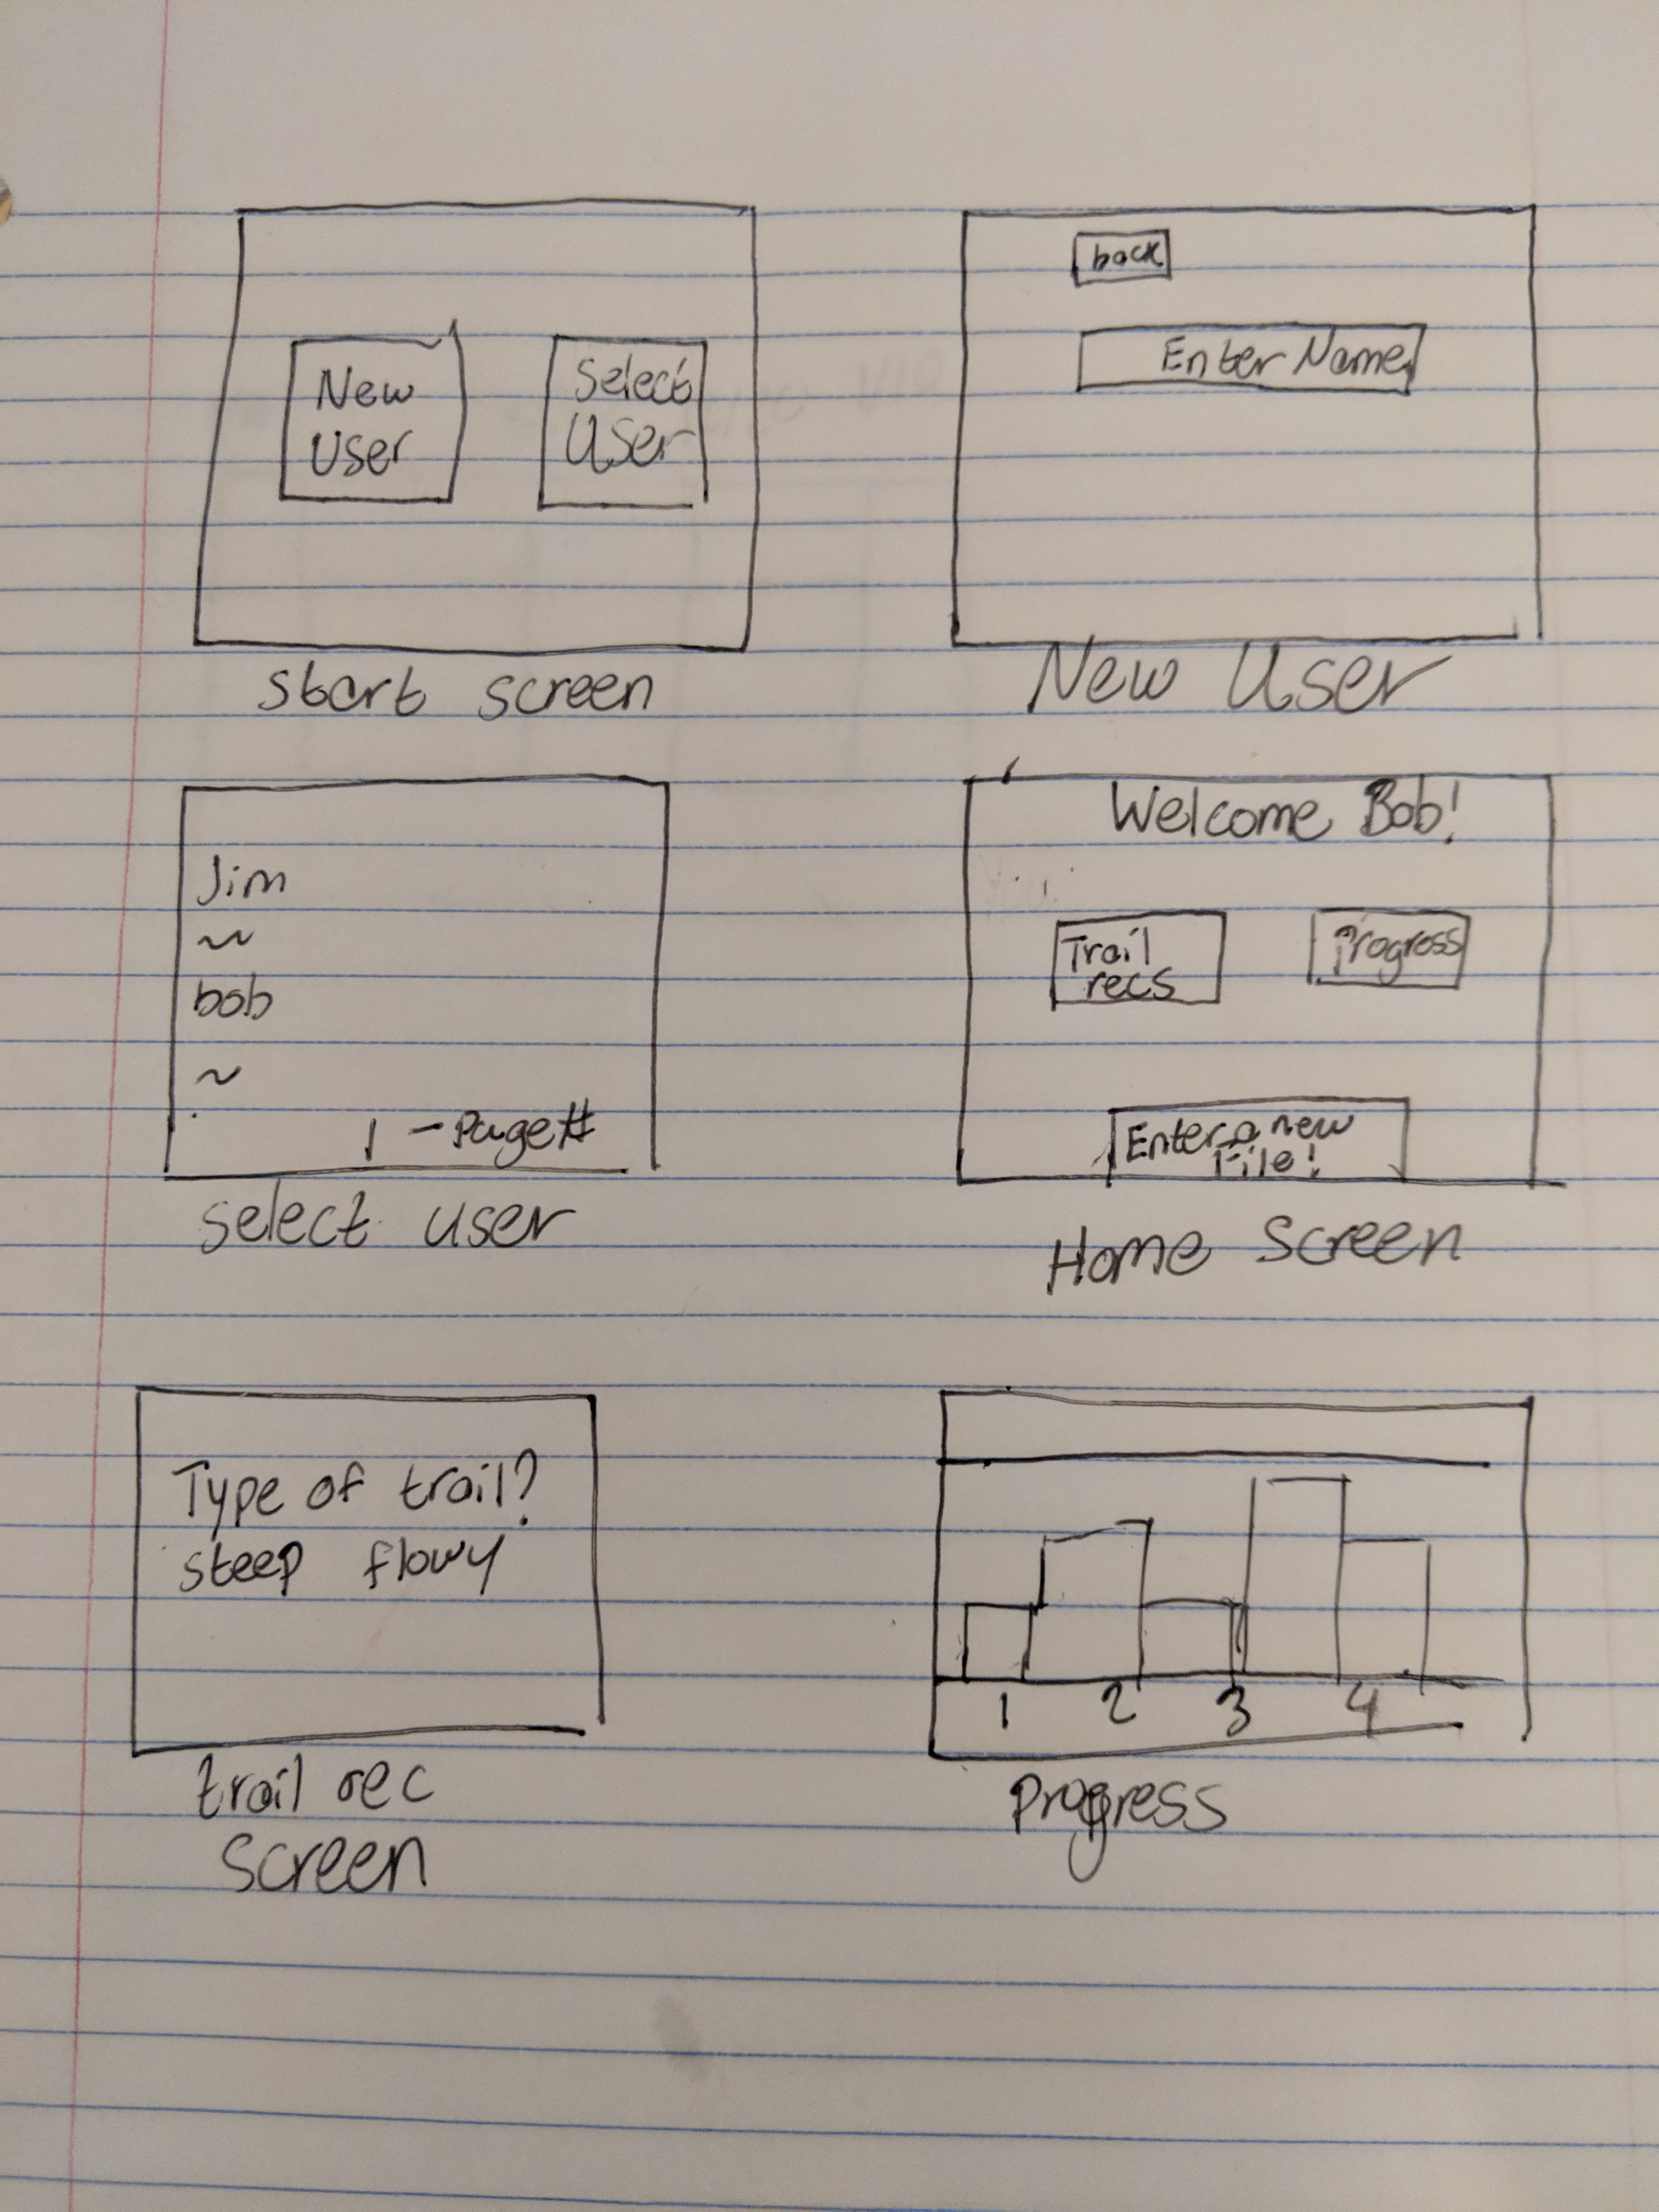 New
User
Select
User
start screen
back
Enter Name
New User
Jim
~
bob
~
1 - Page#
select user
Welcome Bob!
Trail
recs
Progress
Enter a new
File!
Home Screen
Type of trail?
steep flowy
trail rec
screen
1 2 3 4
Progress